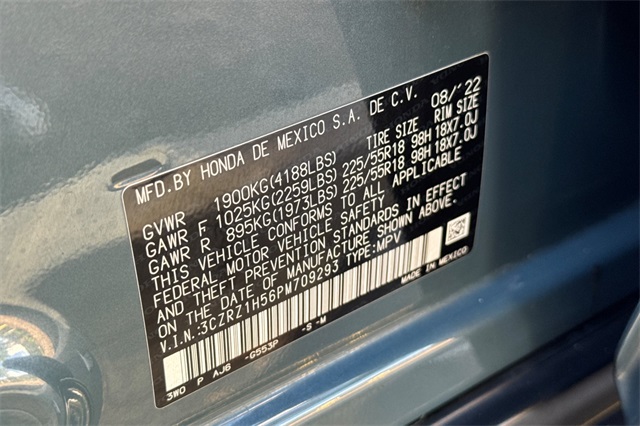 MFD.BY HONDA DE MEXICO S.A. DE C.V. 08/'22
TIRE SIZE RIM SIZE
GVWR 1900KG(4188LBS)
GAWR F 1025KG(2259LBS) 225/55R18 98H 18X7.0J
GAWR R 895KG(1973LBS) 225/55R18 98H 18X7.0J
THIS VEHICLE CONFORMS TO ALL APPLICABLE
FEDERAL MOTOR VEHICLE SAFETY
AND THEFT PREVENTION STANDARDS IN EFFECT
ON THE DATE OF MANUFACTURE SHOWN ABOVE.
V.I.N.:3CZRZ1H56PM709293 TYPE:MPV
MADE IN MEXICO
3W0 P AJ6 -G553P -S -M